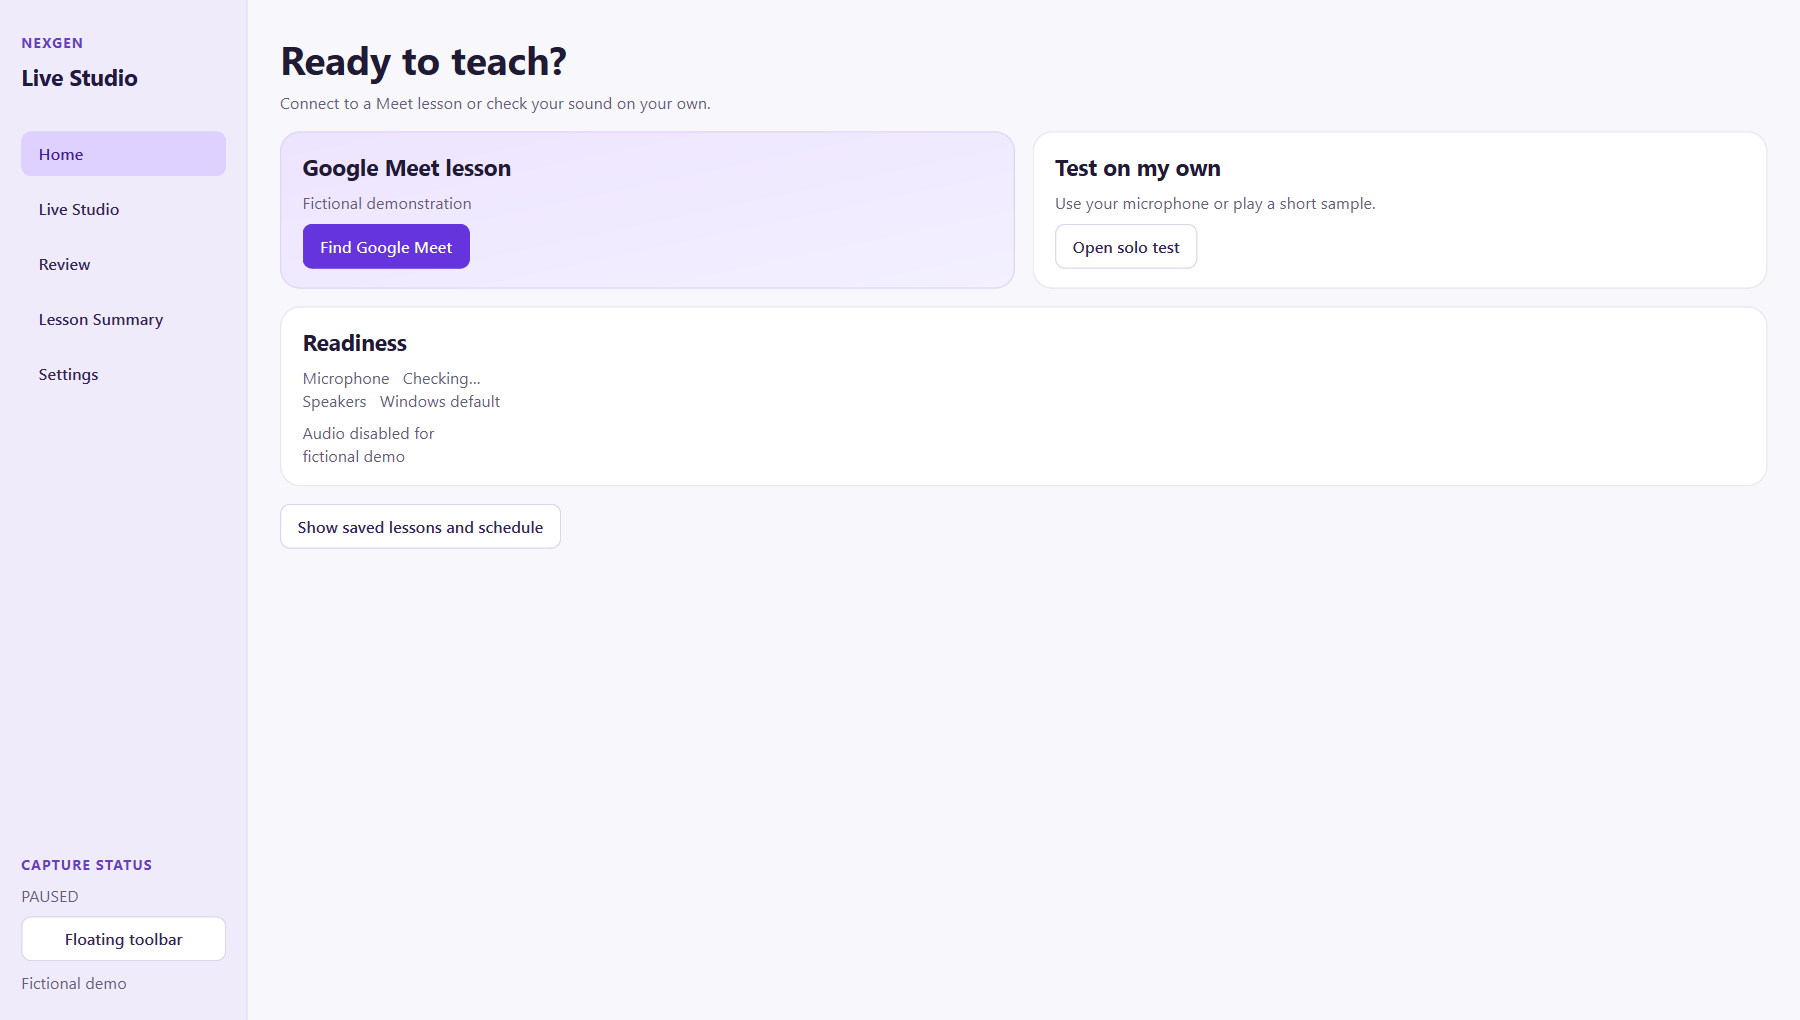 NEXGEN
Live Studio
Home
Live Studio
Review
Lesson Summary
Settings
CAPTURE STATUS
PAUSED
Floating toolbar
Fictional demo
Ready to teach?
Connect to a Meet lesson or check your sound on your own.
Google Meet lesson
Fictional demonstration
Find Google Meet
Test on my own
Use your microphone or play a short sample.
Open solo test
Readiness
Microphone Checking...
Speakers Windows default
Audio disabled for
fictional demo
Show saved lessons and schedule